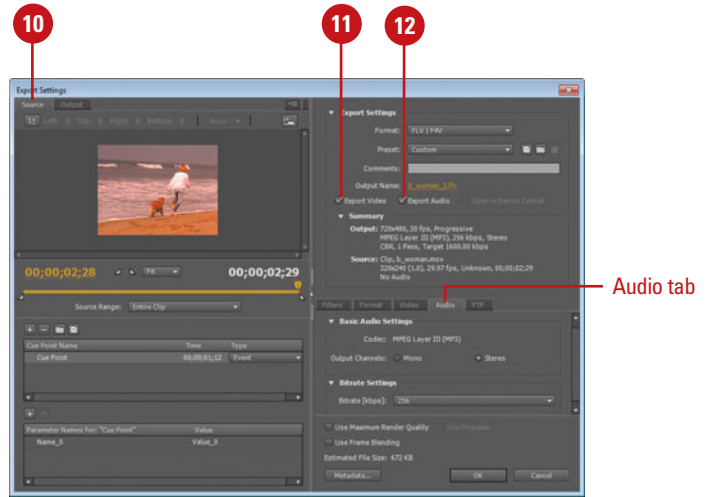 10
11
12
Export Settings
Source
Output
Left:
Top:
Right:
Bottom:
Export Settings
Format: FLV | F4V
Preset: Custom
Comments:
Output Name: b_woman_2.flv
Export Video
Export Audio
Open in Device Central
Summary
Output: 720x480, 30 fps, Progressive
MPEG Layer III (MP3), 256 kbps, Stereo
CBR, 1 Pass, Target 1600.00 kbps
Source: Clip, b_woman.msv
320x240 (1.0), 29.97 fps, Unknown, 00;00;02;29
No Audio
00;00;02;28
Fit
00;00;02;29
Source Range: Entire Clip
Filters
Format
Video
Audio
FTP
Audio tab
Basic Audio Settings
Codec: MPEG Layer III (MP3)
Output Channels:
Mono
Stereo
Bitrate Settings
Bitrate [kbps]: 256
Cue Point Name
Time
Type
Cue Point
00;00;01;12
Event
Parameter Names for: "Cue Point"
Value
Name_0
Value_0
Use Maximum Render Quality
Use Previews
Use Frame Blending
Estimated File Size: 672 KB
Metadata...
OK
Cancel